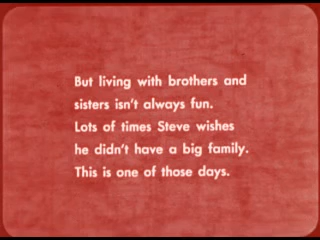 But living with brothers and
sisters isn't always fun.
Lots of times Steve wishes
he didn't have a big family.
This is one of those days.